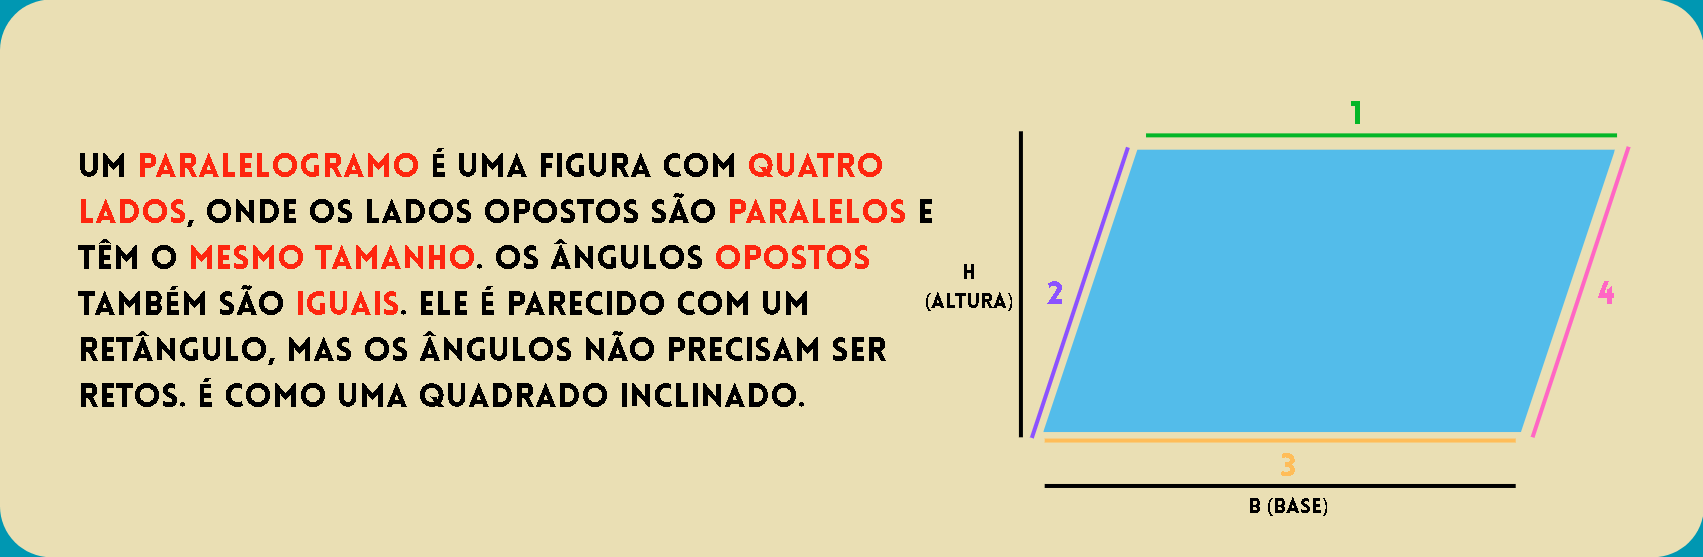 UM PARALELOGRAMO É UMA FIGURA COM QUATRO
LADOS, ONDE OS LADOS OPOSTOS SÃO PARALELOS E
TÊM O MESMO TAMANHO. OS ÂNGULOS OPOSTOS
TAMBÉM SÃO IGUAIS. ELE É PARECIDO COM UM
RETÂNGULO, MAS OS ÂNGULOS NÃO PRECISAM SER
RETOS. É COMO UMA QUADRADO INCLINADO.
1
H
(ALTURA)
2
4
3
B (BASE)